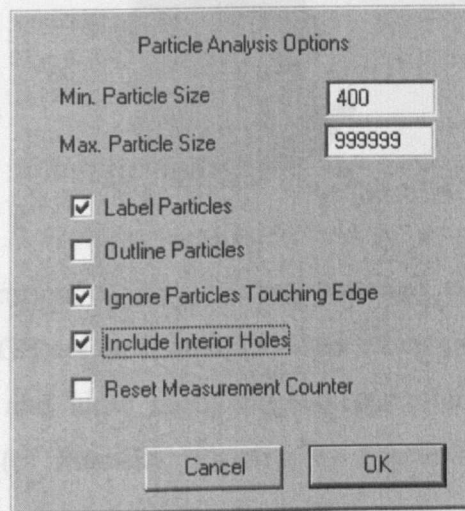 Particle Analysis Options
Min. Particle Size 400
Max. Particle Size 999999
Label Particles
Outline Particles
Ignore Particles Touching Edge
Include Interior Holes
Reset Measurement Counter
Cancel OK